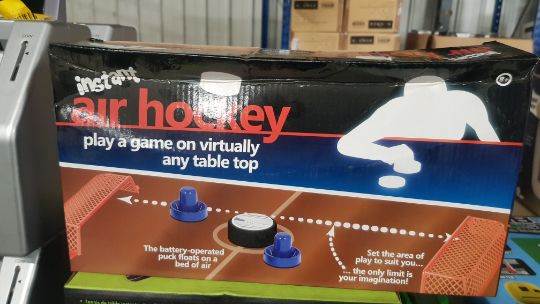 instant
air hockey
play a game on virtually
any table top
The battery-operated
puck floats on a
bed of air
Set the area of
play to suit you...
... the only limit is
your imagination!